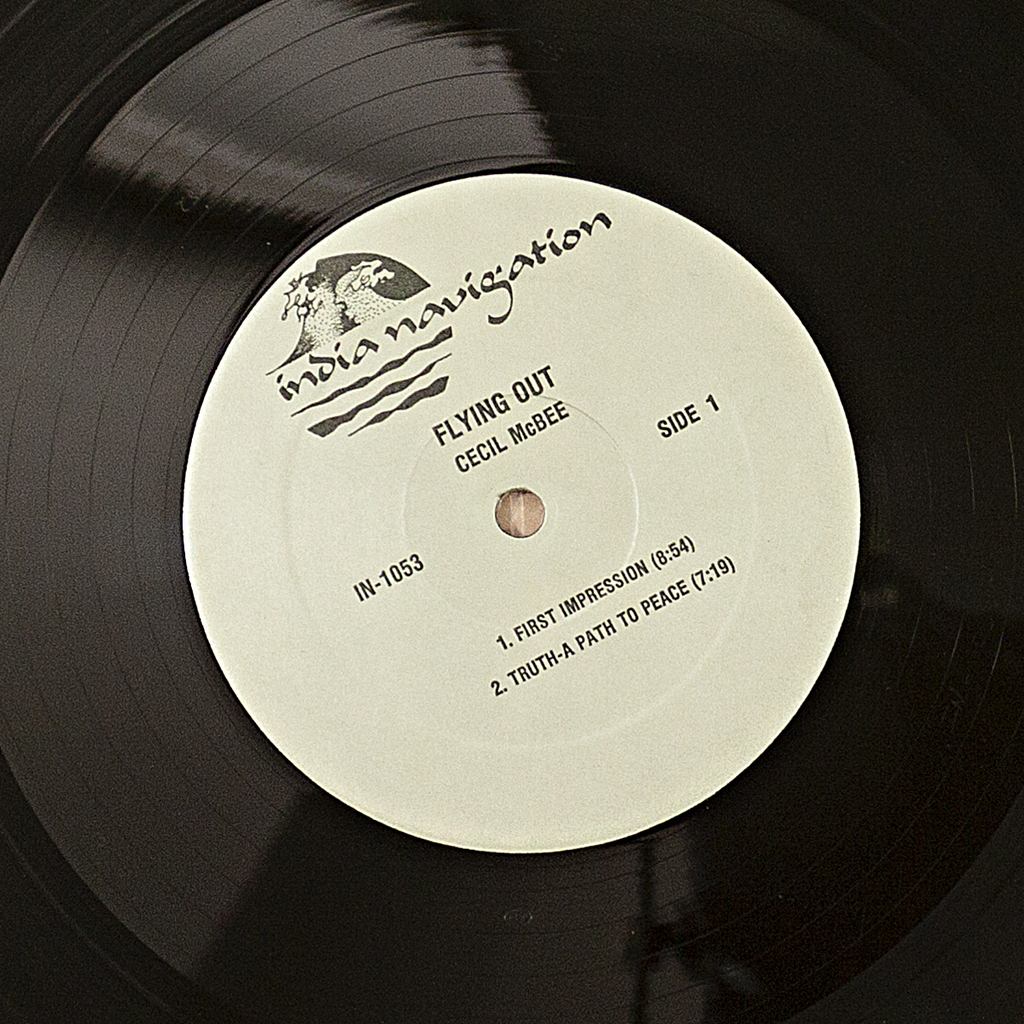 india navigation
FLYING OUT
CECIL McBEE
SIDE 1
IN-1053
1. FIRST IMPRESSION (8:54)
2. TRUTH-A PATH TO PEACE (7:19)